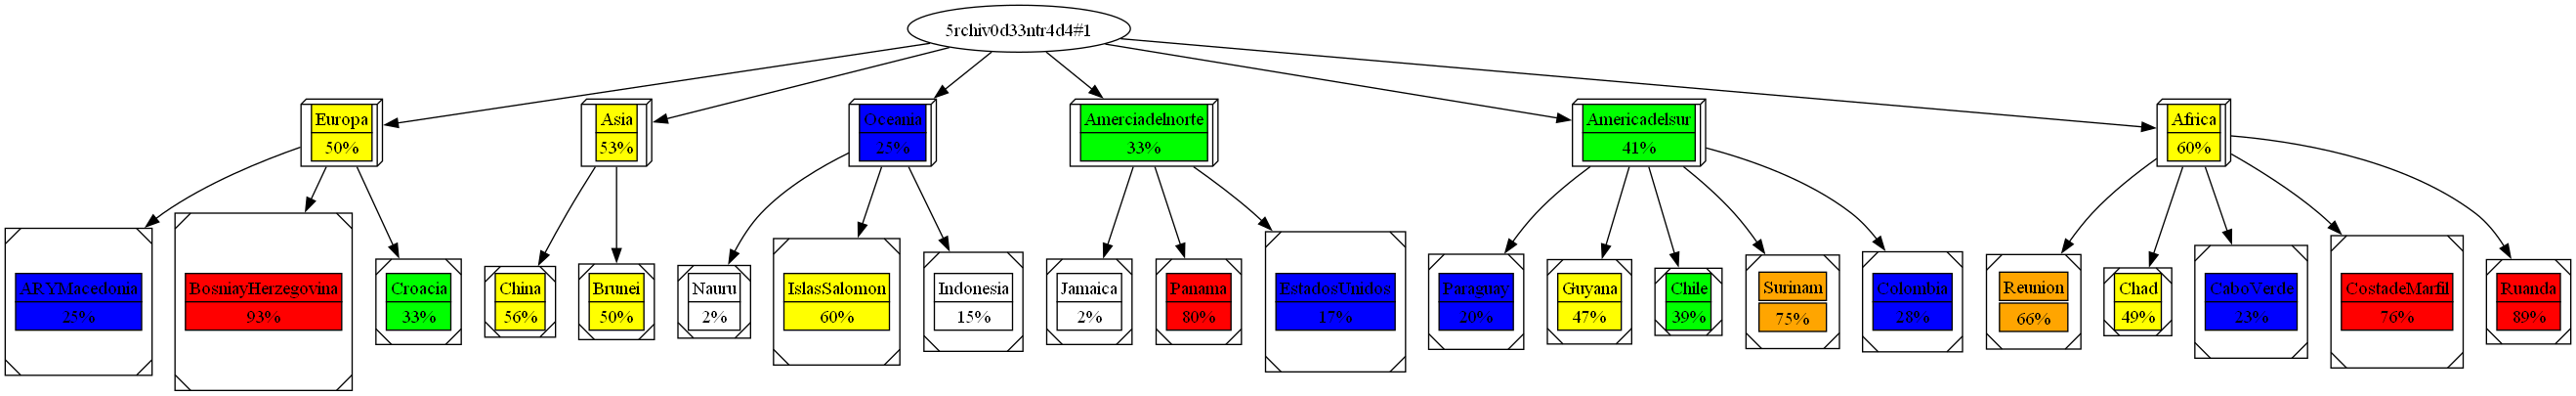 5rchiv0d33ntr4d4#1
Europa
50%
Asia
53%
Oceania
25%
Amerciadelnorte
33%
Americadelsur
41%
Africa
60%
ARYMacedonia
25%
BosniayHerzegovina
93%
Croacia
33%
China
56%
Brunei
50%
Nauru
2%
IslasSalomon
60%
Indonesia
15%
Jamaica
2%
Panama
80%
EstadosUnidos
17%
Paraguay
20%
Guyana
47%
Chile
39%
Surinam
75%
Colombia
28%
Reunion
66%
Chad
49%
CaboVerde
23%
CostadeMarfil
76%
Ruanda
89%